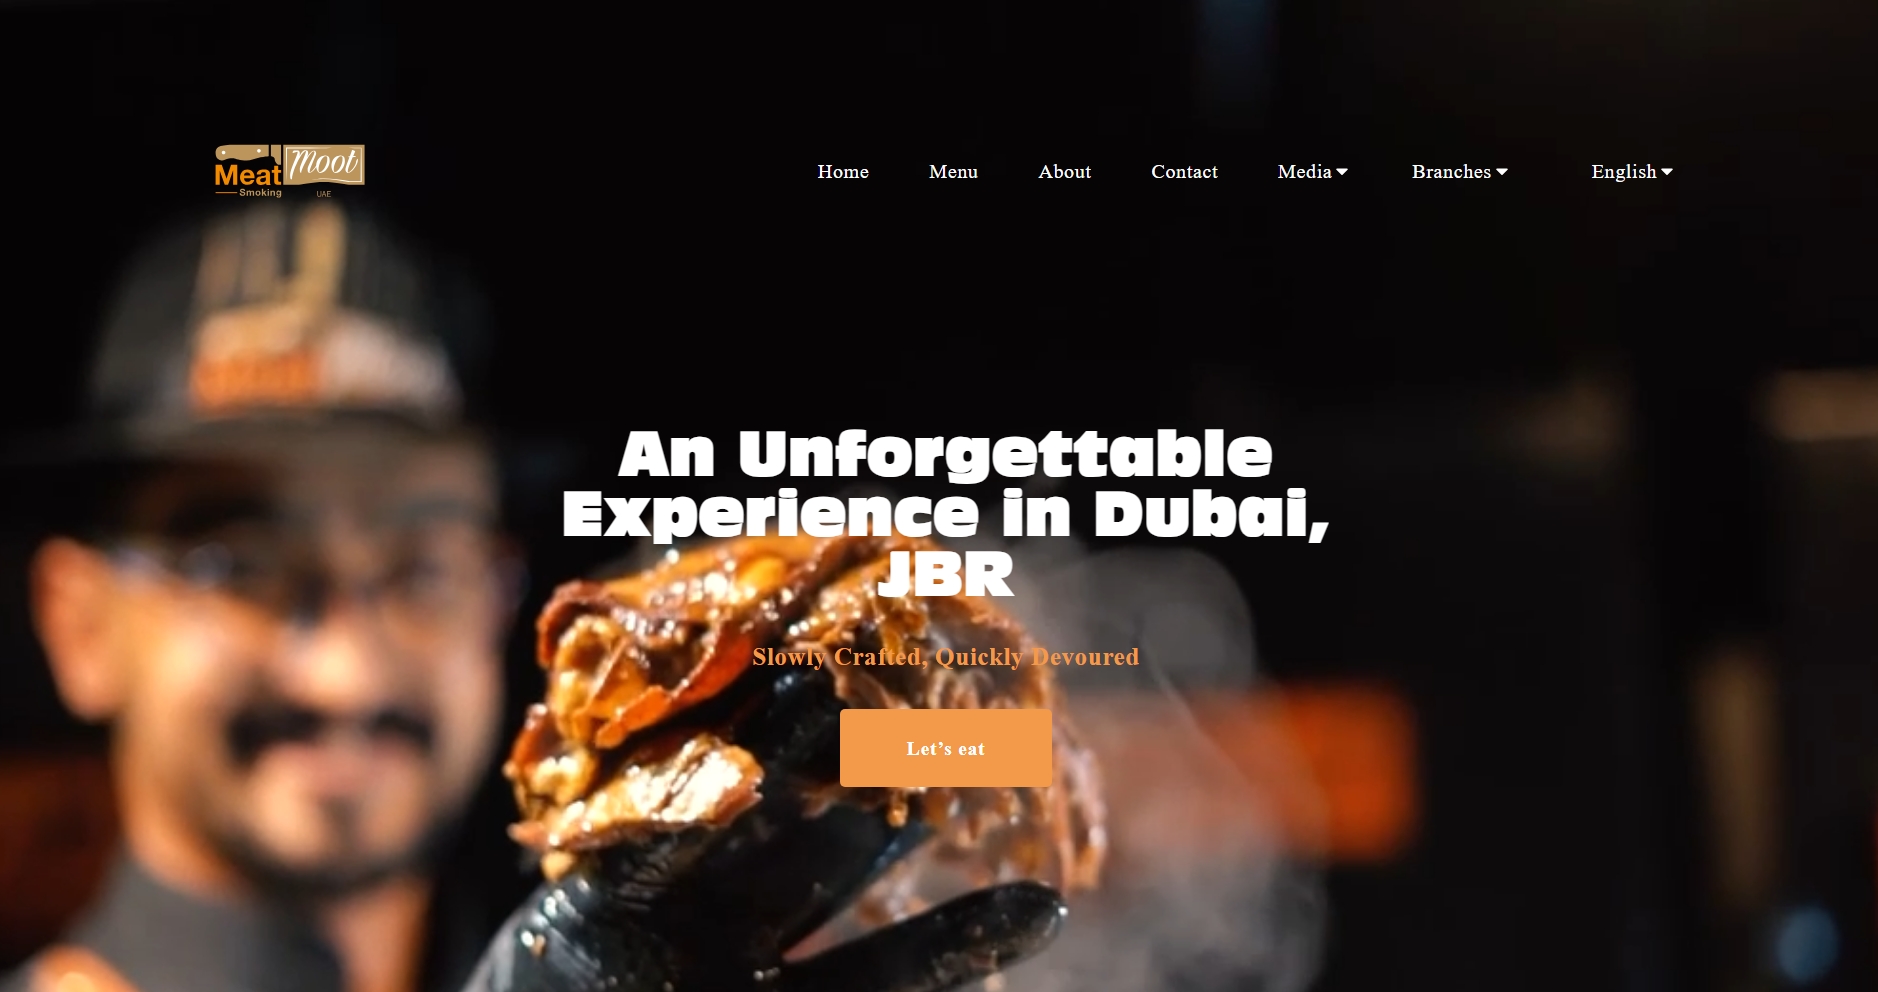 Meat Moot
Smoking UAE
Home Menu About Contact Media Branches English
An Unforgettable
Experience in Dubai,
JBR
Slowly Crafted, Quickly Devoured
Let’s eat